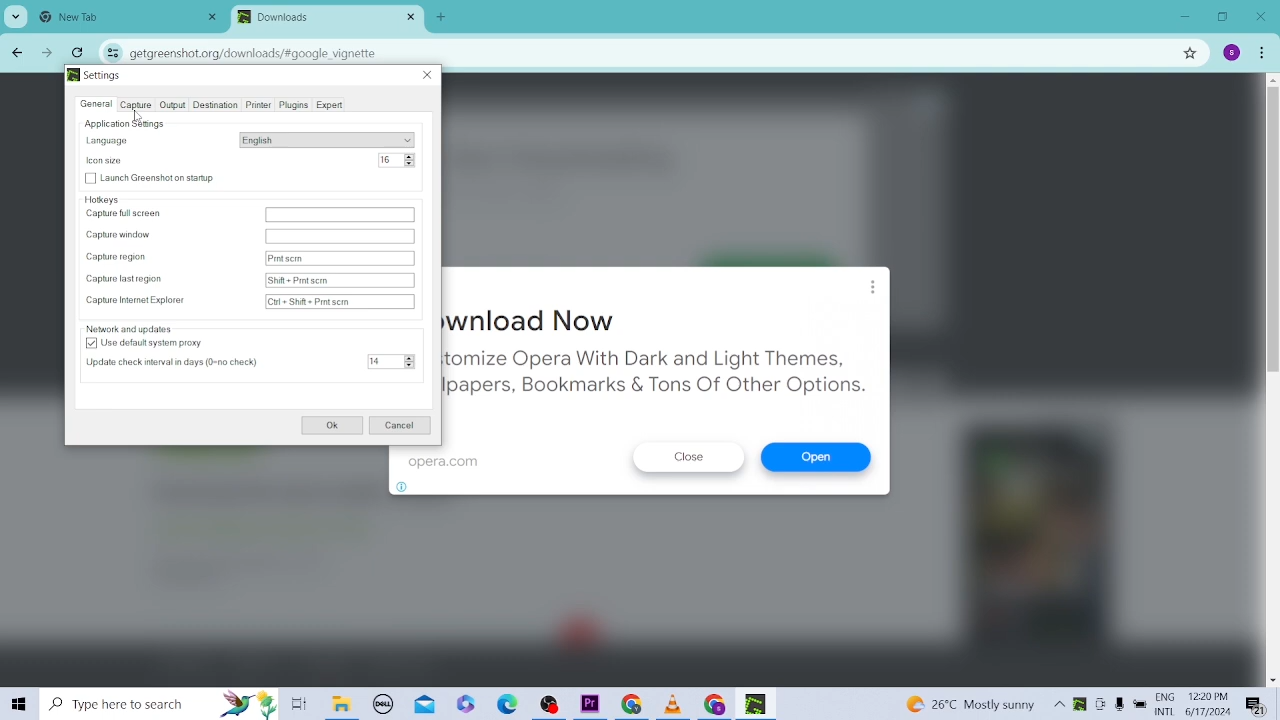 New Tab
Downloads
getgreenshot.org/downloads/#google_vignette
S
Settings
General Capture Output Destination Printer Plugins Expert
Application Settings
Language English
Icon size 16
Launch Greenshot on startup
Hotkeys
Capture full screen
Capture window
Capture region Prnt scrn
Capture last region Shift + Prnt scrn
Capture Internet Explorer Ctrl + Shift + Prnt scrn
Network and updates
Use default system proxy
Update check interval in days (0=no check) 14
Ok Cancel
ownload Now
tomize Opera With Dark and Light Themes,
lpapers, Bookmarks & Tons Of Other Options.
opera.com
Close
Open
Type here to search
DELL
Pr
26°C Mostly sunny
ENG
INTL
12:20 PM
6/17/2024
21